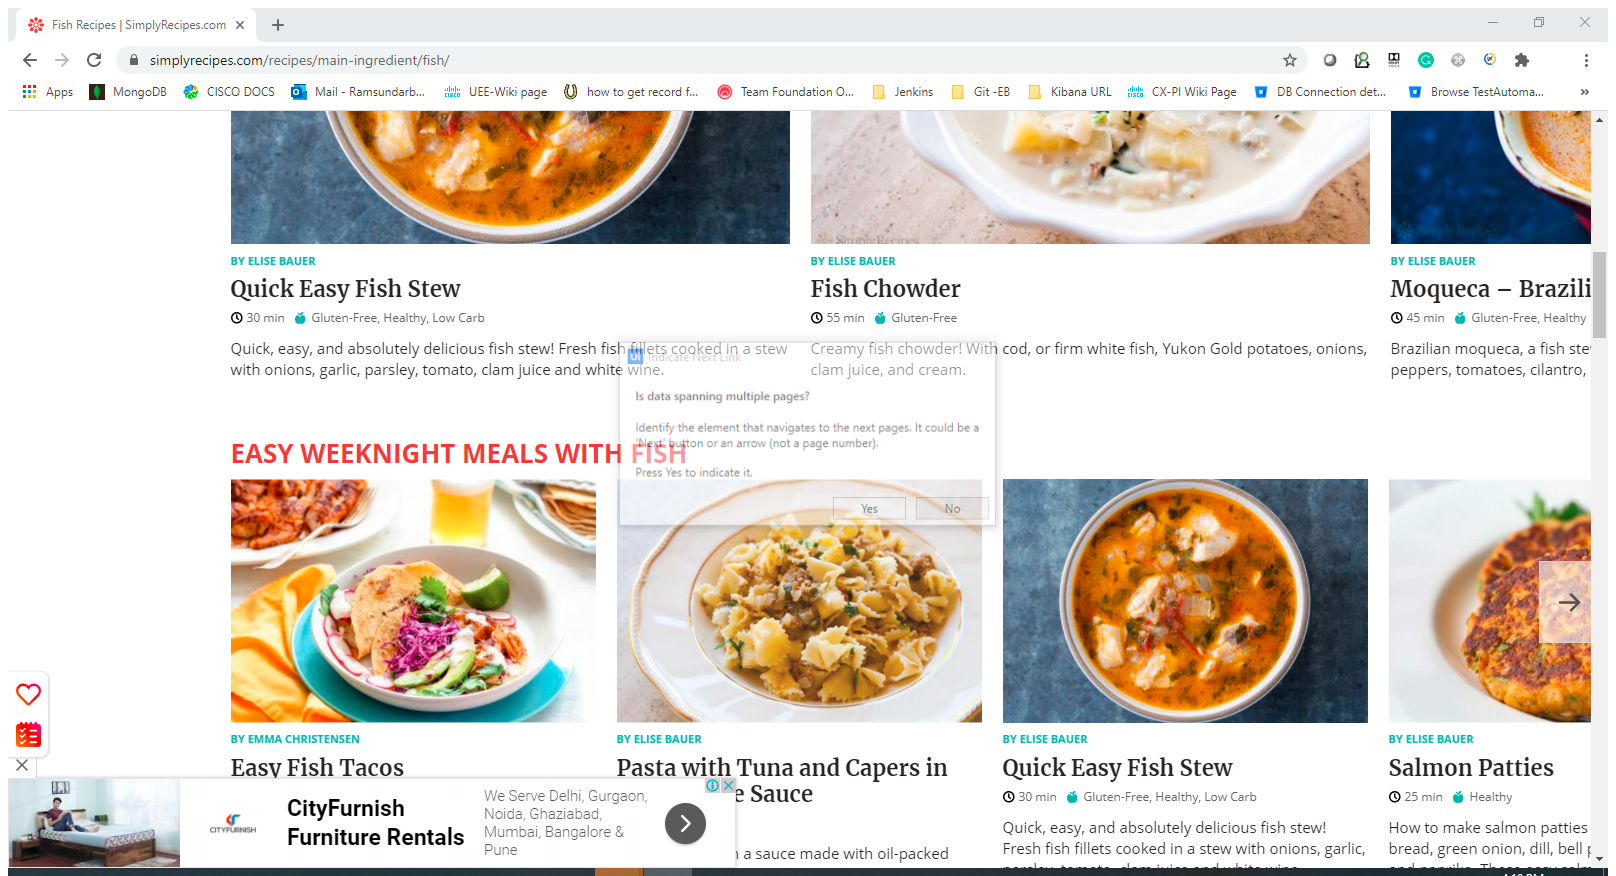 Fish Recipes | SimplyRecipes.com
simplyrecipes.com/recipes/main-ingredient/fish/
Apps
MongoDB
CISCO DOCS
Mail - Ramsundarb...
UEE-Wiki page
how to get record f...
Team Foundation O...
Jenkins
Git -EB
Kibana URL
CX-PI Wiki Page
DB Connection det...
Browse TestAutoma...
SimplyRecipes
SimplyRecipes
BY ELISE BAUER
Quick Easy Fish Stew
30 min Gluten-Free, Healthy, Low Carb
Quick, easy, and absolutely delicious fish stew! Fresh fish fillets cooked in a stew
with onions, garlic, parsley, tomato, clam juice and white wine.
BY ELISE BAUER
Fish Chowder
55 min Gluten-Free
Creamy fish chowder! With cod, or firm white fish, Yukon Gold potatoes, onions,
clam juice, and cream.
BY ELISE BAUER
Moqueca – Brazili
45 min Gluten-Free, Healthy
Brazilian moqueca, a fish ste
peppers, tomatoes, cilantro,
UI Indicate Next Link
Is data spanning multiple pages?
Identify the element that navigates to the next pages. It could be a
'Next' button or an arrow (not a page number).
Press Yes to indicate it.
Yes
No
EASY WEEKNIGHT MEALS WITH FISH
BY EMMA CHRISTENSEN
Easy Fish Tacos
BY ELISE BAUER
Pasta with Tuna and Capers in
e Sauce
n a sauce made with oil-packed
BY ELISE BAUER
Quick Easy Fish Stew
30 min Gluten-Free, Healthy, Low Carb
Quick, easy, and absolutely delicious fish stew!
Fresh fish fillets cooked in a stew with onions, garlic,
parsley, tomato, clam juice and white wine.
BY ELISE BAUER
Salmon Patties
25 min Healthy
How to make salmon patties
bread, green onion, dill, bell p
CITYFURNISH
CityFurnish
Furniture Rentals
We Serve Delhi, Gurgaon,
Noida, Ghaziabad,
Mumbai, Bangalore &
Pune